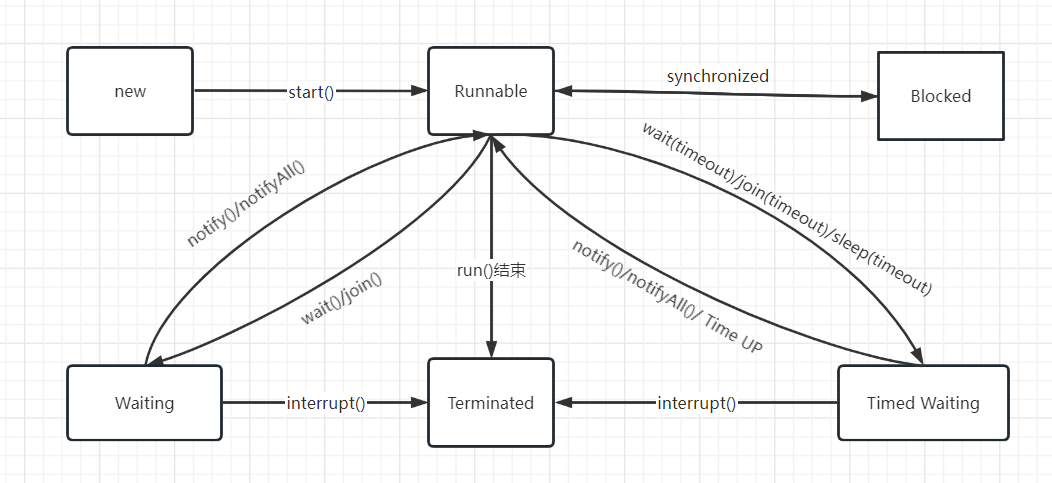 new
start()
Runnable
synchronized
Blocked
wait(timeout)/join(timeout)/sleep(timeout)
notify()/notifyAll()
wait()/join()
run()结束
notify()/notifyAll()/ Time UP
Waiting
interrupt()
Terminated
interrupt()
Timed Waiting